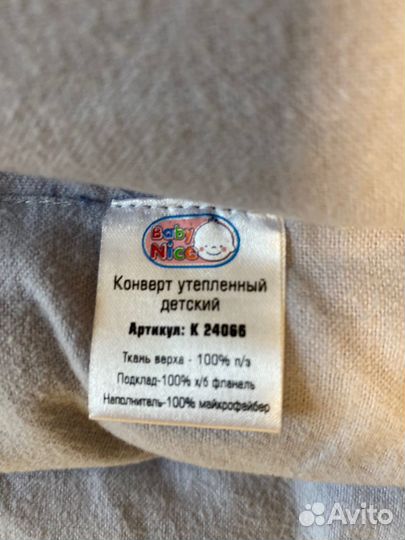 Baby
Nice
Конверт утепленный
детский
Артикул: К 24066
Ткань верха - 100% п/э
Подклад-100% х/б фланель
Наполнитель-100% майкрофайбер
Avito